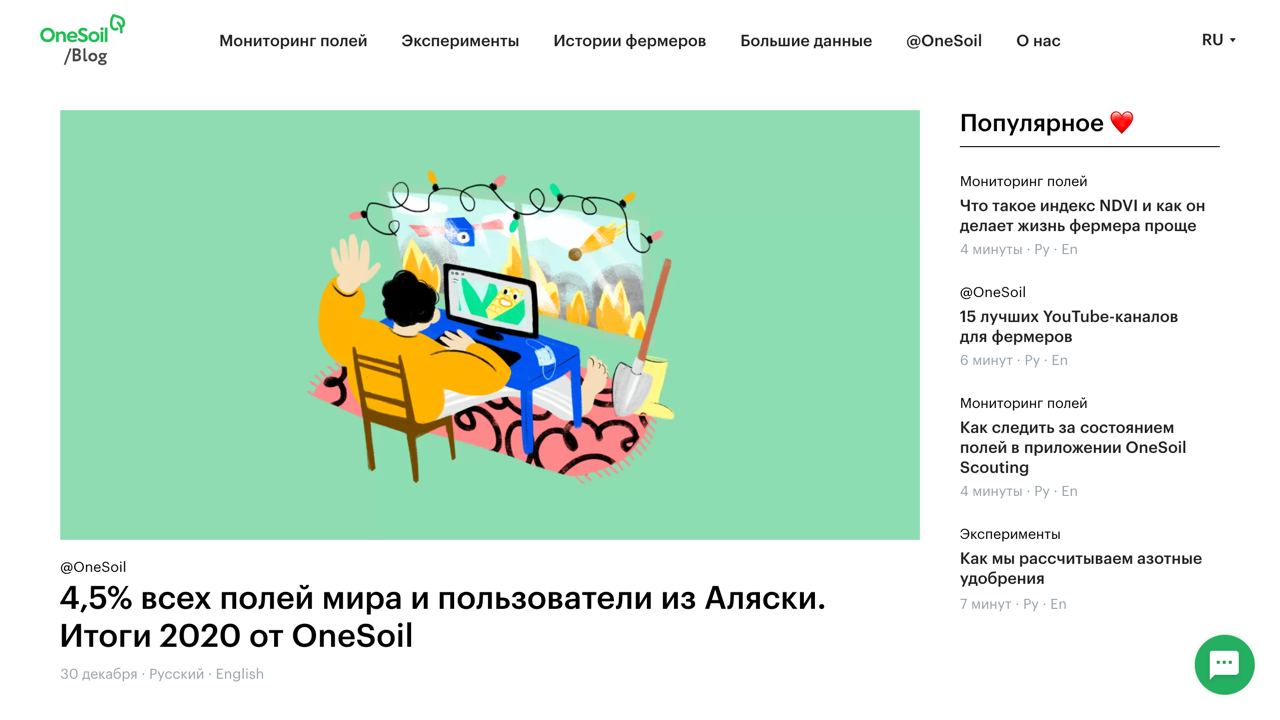 OneSoil
/Blog
Мониторинг полей
Эксперименты
Истории фермеров
Большие данные
@OneSoil
О нас
RU
@OneSoil
4,5% всех полей мира и пользователи из Аляски.
Итоги 2020 от OneSoil
30 декабря · Русский · English
Популярное ❤️
Мониторинг полей
Что такое индекс NDVI и как он
делает жизнь фермера проще
4 минуты · Ру · En
@OneSoil
15 лучших YouTube-каналов
для фермеров
6 минут · Ру · En
Мониторинг полей
Как следить за состоянием
полей в приложении OneSoil
Scouting
4 минуты · Ру · En
Эксперименты
Как мы рассчитываем азотные
удобрения
7 минут · Ру · En